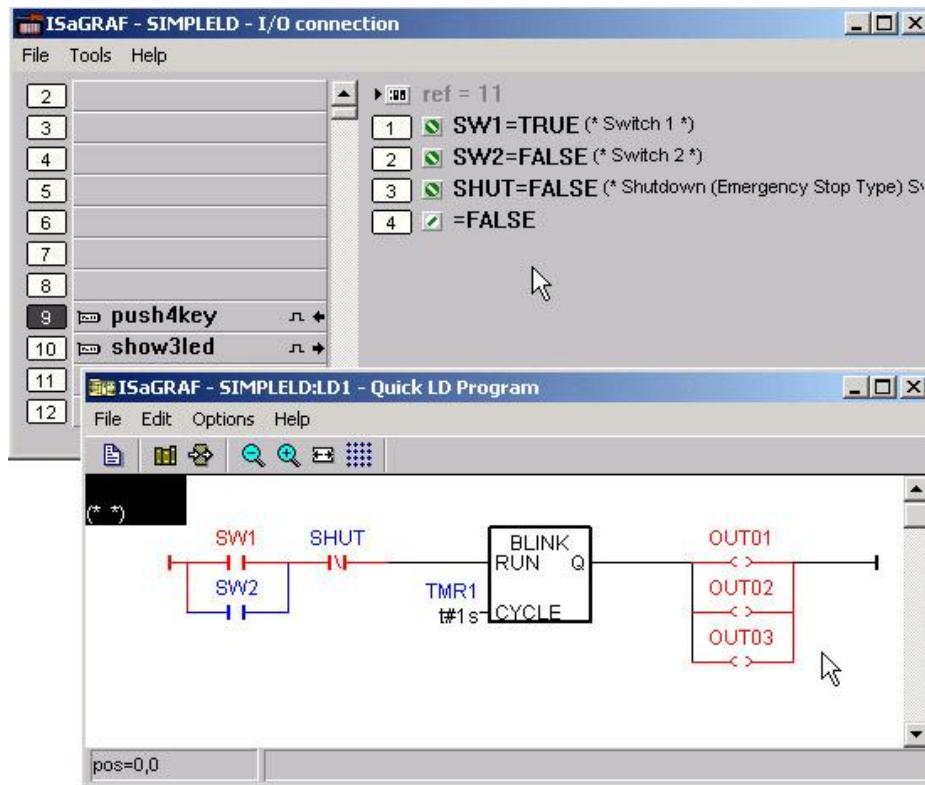 ISaGRAF - SIMPLELD - I/O connection
File Tools Help
2
3
4
5
6
7
8
9 push4key
10 show3led
11
12
ref = 11
1 SW1=TRUE (* Switch 1 *)
2 SW2=FALSE (* Switch 2 *)
3 SHUT=FALSE (* Shutdown (Emergency Stop Type) Sw
4 =FALSE
ISaGRAF - SIMPLELD:LD1 - Quick LD Program
File Edit Options Help
(* *)
SW1 SHUT BLINK OUT01
RUN Q
SW2 TMR1 OUT02
t#1s CYCLE
OUT03
pos=0,0